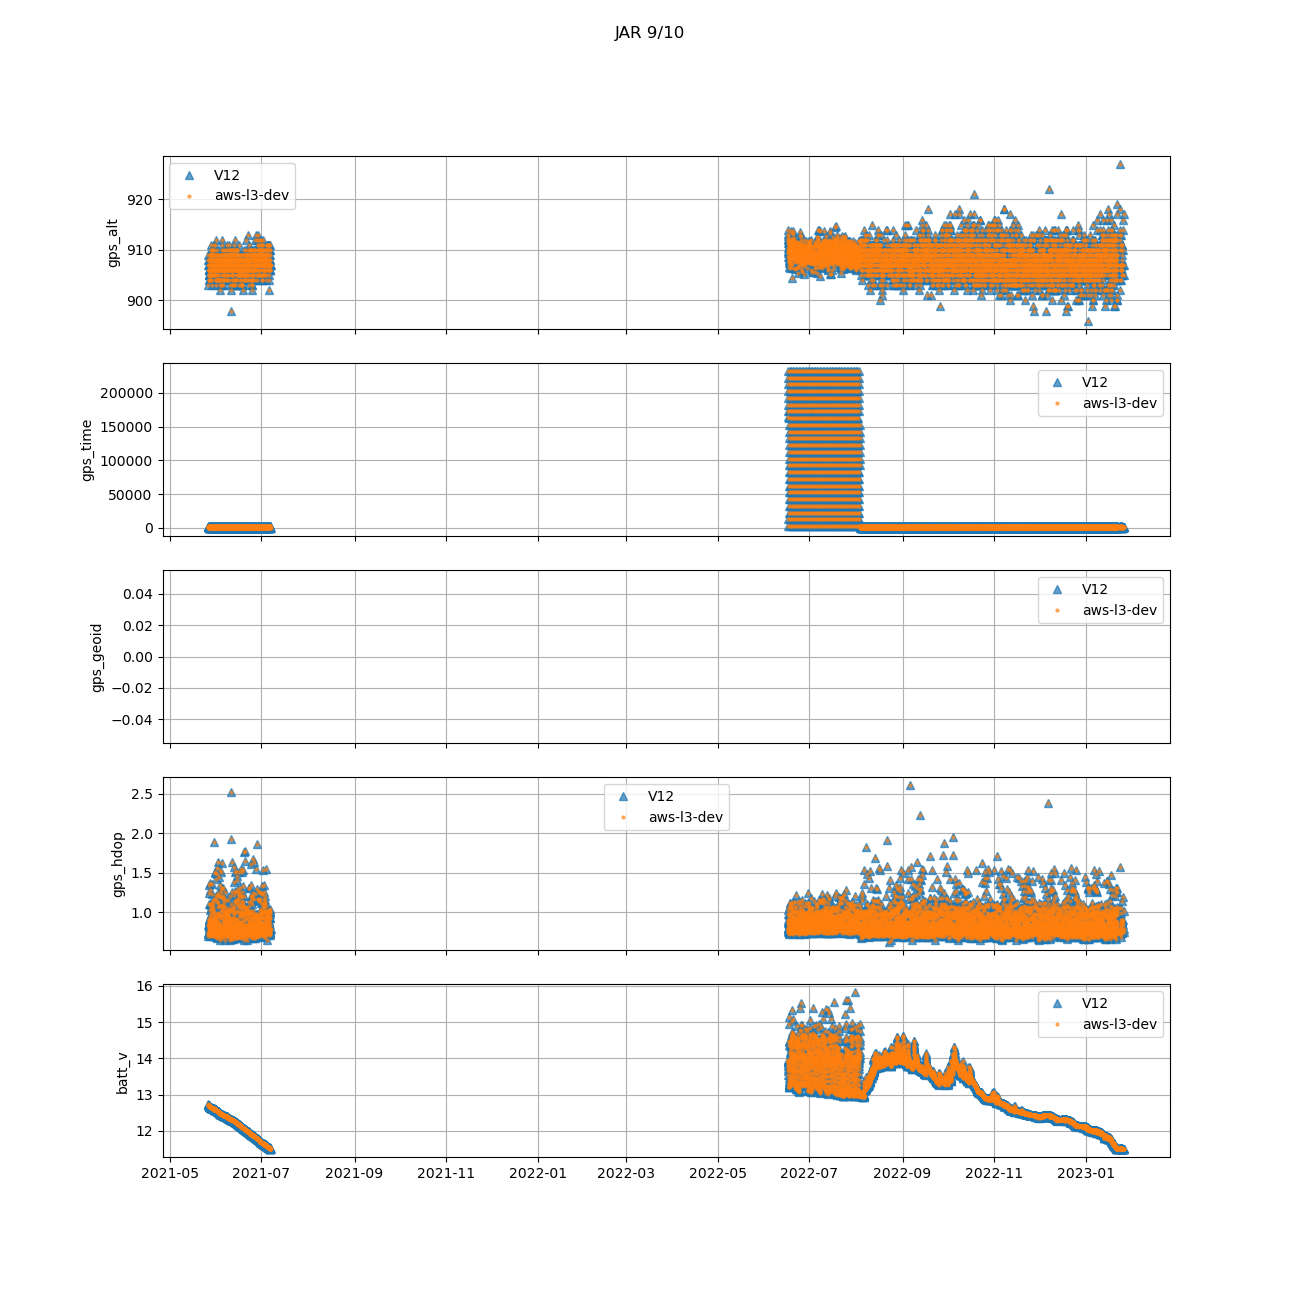 JAR 9/10
V12
aws-l3-dev
gps_alt
920
910
900
V12
aws-l3-dev
gps_time
200000
150000
100000
50000
0
V12
aws-l3-dev
gps_geoid
0.04
0.02
0.00
−0.02
−0.04
V12
aws-l3-dev
gps_hdop
2.5
2.0
1.5
1.0
V12
aws-l3-dev
batt_v
16
15
14
13
12
2021-05 2021-07 2021-09 2021-11 2022-01 2022-03 2022-05 2022-07 2022-09 2022-11 2023-01